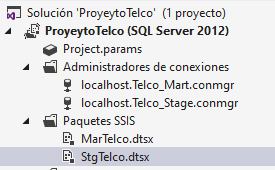 Solución 'ProyeytoTelco' (1 proyecto)
ProyeytoTelco (SQL Server 2012)
Project.params
Administradores de conexiones
localhost.Telco_Mart.conmgr
localhost.Telco_Stage.conmgr
Paquetes SSIS
MarTelco.dtsx
StgTelco.dtsx